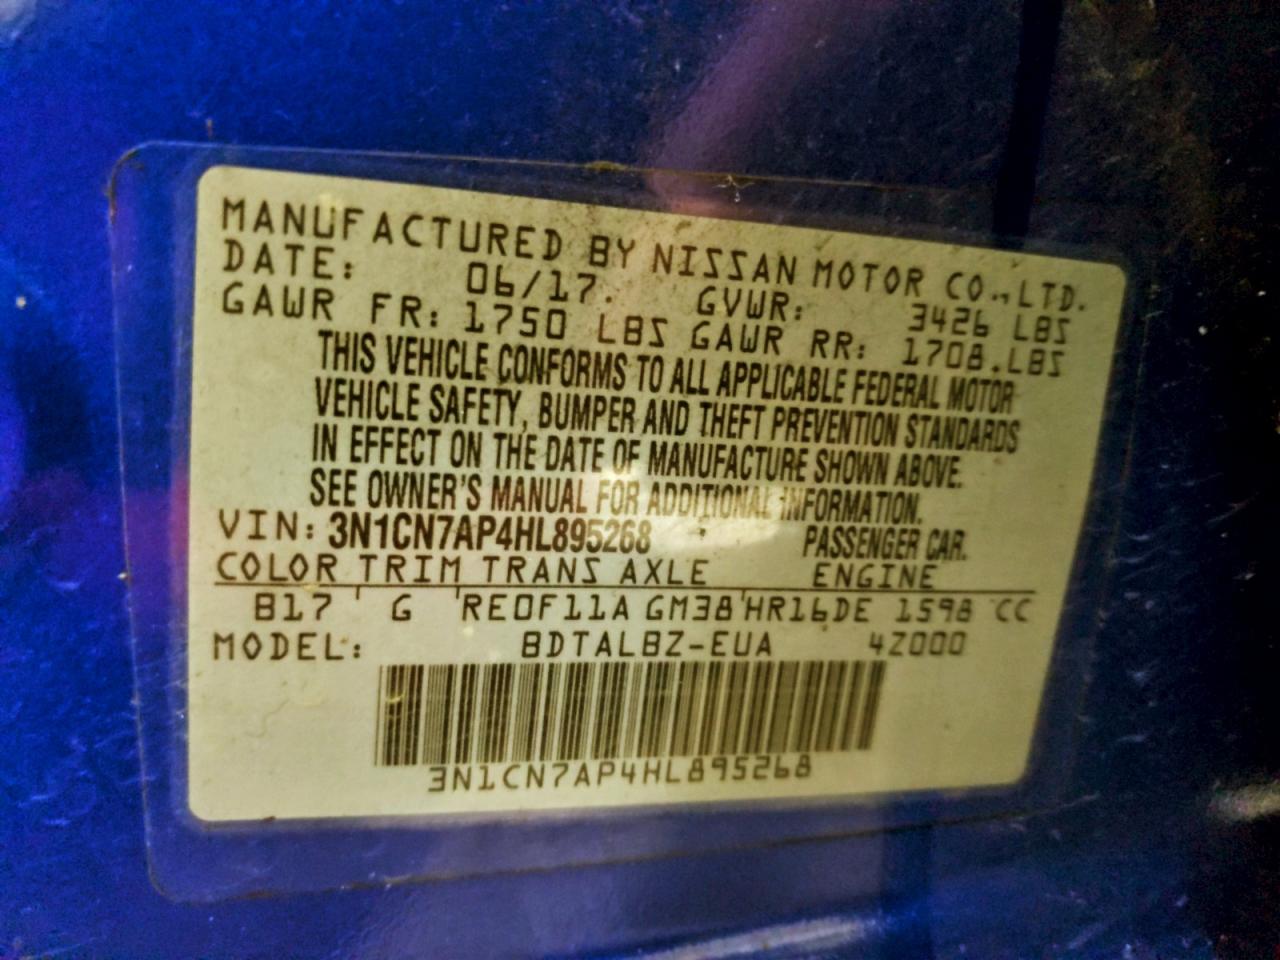 MANUFACTURED BY NISSAN MOTOR CO., LTD.
DATE: 06/17. GVWR: 3426 LBS
GAWR FR: 1750 LBS GAWR RR: 1708.LBS
THIS VEHICLE CONFORMS TO ALL APPLICABLE FEDERAL MOTOR
VEHICLE SAFETY, BUMPER AND THEFT PREVENTION STANDARDS
IN EFFECT ON THE DATE OF MANUFACTURE SHOWN ABOVE.
SEE OWNER'S MANUAL FOR ADDITIONAL INFORMATION.
VIN: 3N1CN7AP4HL895268 PASSENGER CAR.
COLOR TRIM TRANS AXLE ENGINE
B17 G RE0F11A GM38 HR16DE 1598 CC
MODEL: BDTALBZ-EUA 4Z000
3N1CN7AP4HL895268